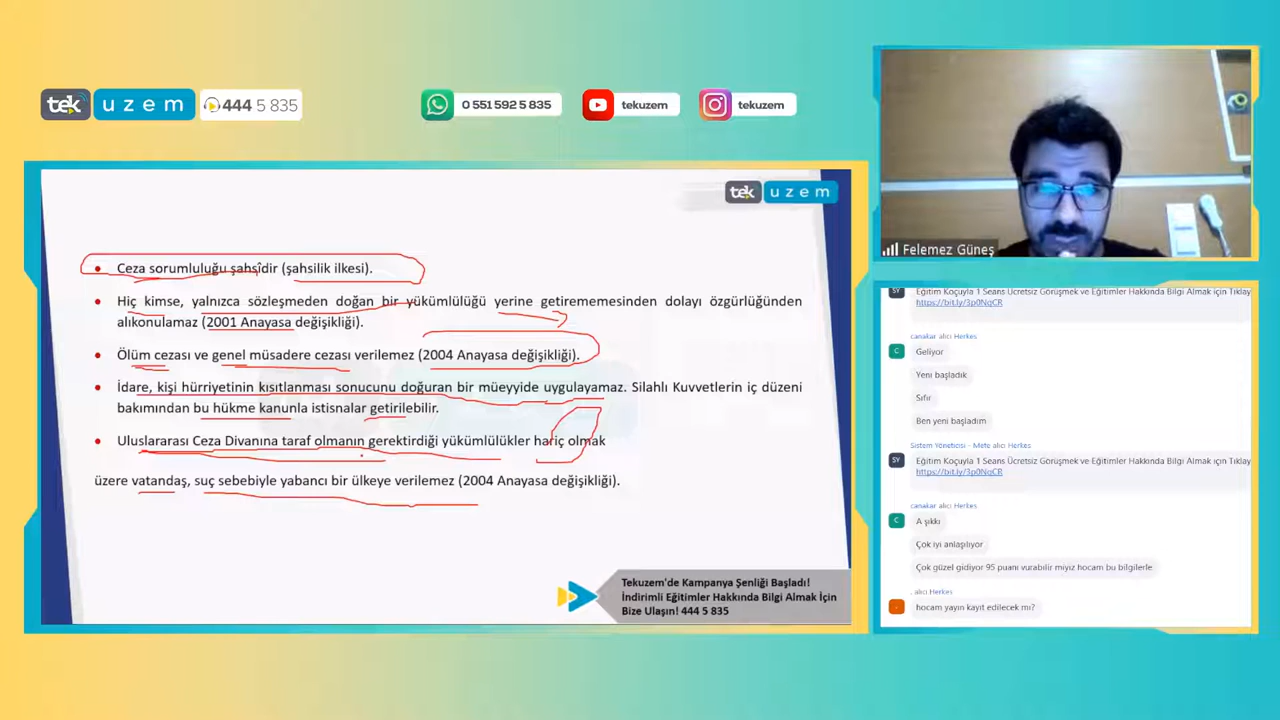 tek uzem 444 5 835
0 551 592 5 835
tekuzem
tekuzem
tek uzem
• Ceza sorumluluğu şahsîdir (şahsilik ilkesi).
• Hiç kimse, yalnızca sözleşmeden doğan bir yükümlülüğü yerine getirememesinden dolayı özgürlüğünden
alıkonulamaz (2001 Anayasa değişikliği).
• Ölüm cezası ve genel müsadere cezası verilemez (2004 Anayasa değişikliği).
• İdare, kişi hürriyetinin kısıtlanması sonucunu doğuran bir müeyyide uygulayamaz. Silahlı Kuvvetlerin iç düzeni
bakımından bu hükme kanunla istisnalar getirilebilir.
• Uluslararası Ceza Divanına taraf olmanın gerektirdiği yükümlülükler hariç olmak
üzere vatandaş, suç sebebiyle yabancı bir ülkeye verilemez (2004 Anayasa değişikliği).
Tekuzem'de Kampanya Şenliği Başladı!
İndirimli Eğitimler Hakkında Bilgi Almak İçin
Bize Ulaşın! 444 5 835
Felemez Güneş
SY
Eğitim Koçuyla 1 Seans Ücretsiz Görüşmek ve Eğitimler Hakkında Bilgi Almak için Tıklay
https://bit.ly/3p0NqCR
canakar alıcı Herkes
C Geliyor
Yeni başladık
Sıfır
Ben yeni başladım
Sistem Yöneticisi - Mete alıcı Herkes
SY Eğitim Koçuyla 1 Seans Ücretsiz Görüşmek ve Eğitimler Hakkında Bilgi Almak için Tıklay
https://bit.ly/3p0NqCR
canakar alıcı Herkes
C A şıkkı
Çok iyi anlaşılıyor
Çok güzel gidiyor 95 puanı vurabilir miyiz hocam bu bilgilerle
. alıcı Herkes
. hocam yayın kayıt edilecek mı?